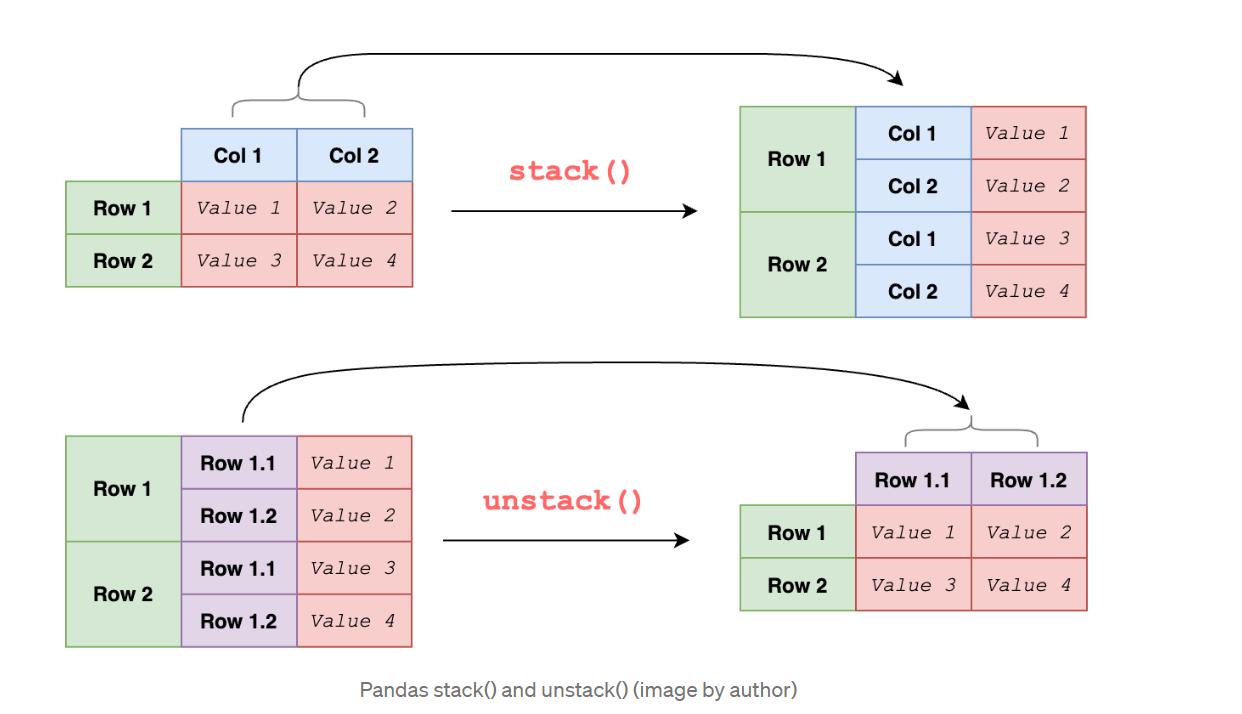 Col 1 Col 2
Row 1 Value 1 Value 2
Row 2 Value 3 Value 4
stack()
Row 1 Col 1 Value 1
Col 2 Value 2
Row 2 Col 1 Value 3
Col 2 Value 4
Row 1 Row 1.1 Value 1
Row 1.2 Value 2
Row 2 Row 1.1 Value 3
Row 1.2 Value 4
unstack()
Row 1.1 Row 1.2
Row 1 Value 1 Value 2
Row 2 Value 3 Value 4
Pandas stack() and unstack() (image by author)